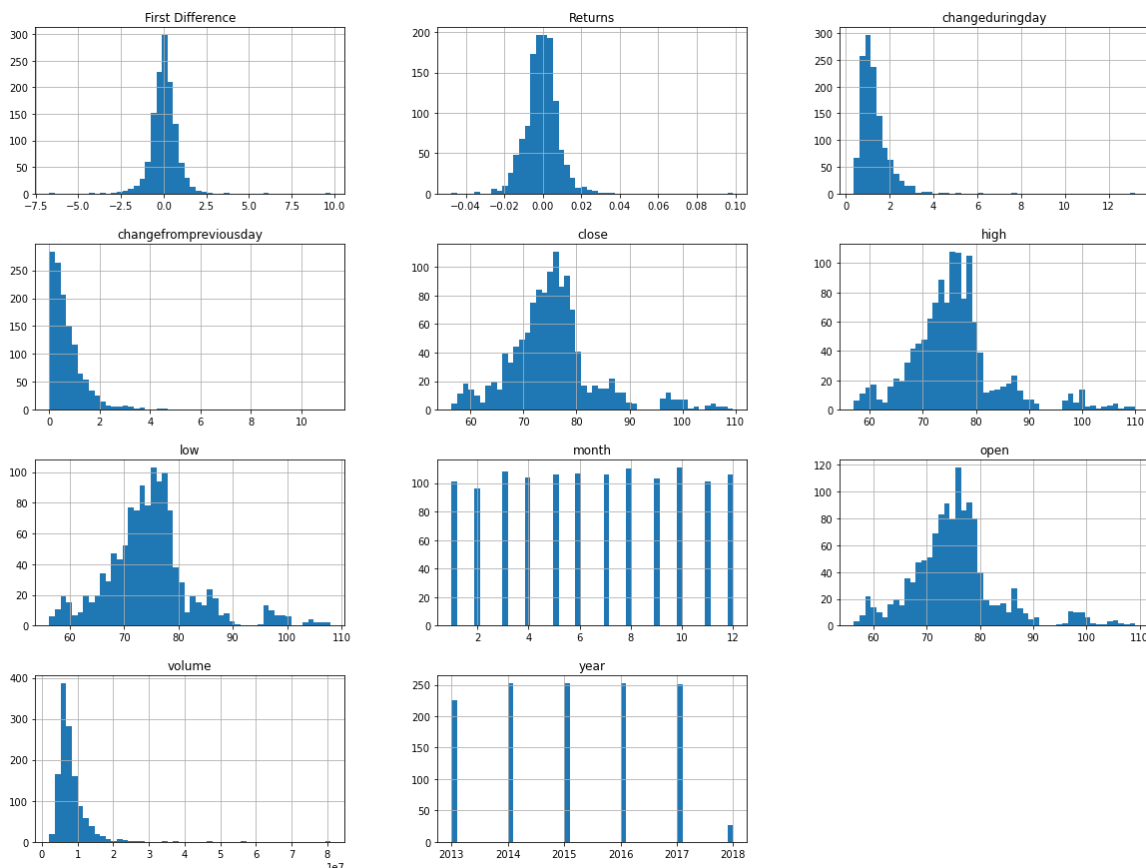 First Difference
300
250
200
150
100
50
0
−7.5 −5.0 −2.5 0.0 2.5 5.0 7.5 10.0
Returns
200
150
100
50
0
−0.04 −0.02 0.00 0.02 0.04 0.06 0.08 0.10
changeduringday
300
250
200
150
100
50
0
0 2 4 6 8 10 12
changefrompreviousday
250
200
150
100
50
0
0 2 4 6 8 10
close
100
80
60
40
20
0
60 70 80 90 100 110
high
100
80
60
40
20
0
60 70 80 90 100 110
low
100
80
60
40
20
0
60 70 80 90 100 110
month
100
80
60
40
20
0
2 4 6 8 10 12
open
120
100
80
60
40
20
0
60 70 80 90 100 110
volume
400
300
200
100
0
0 1 2 3 4 5 6 7 8
1e7
year
250
200
150
100
50
0
2013 2014 2015 2016 2017 2018